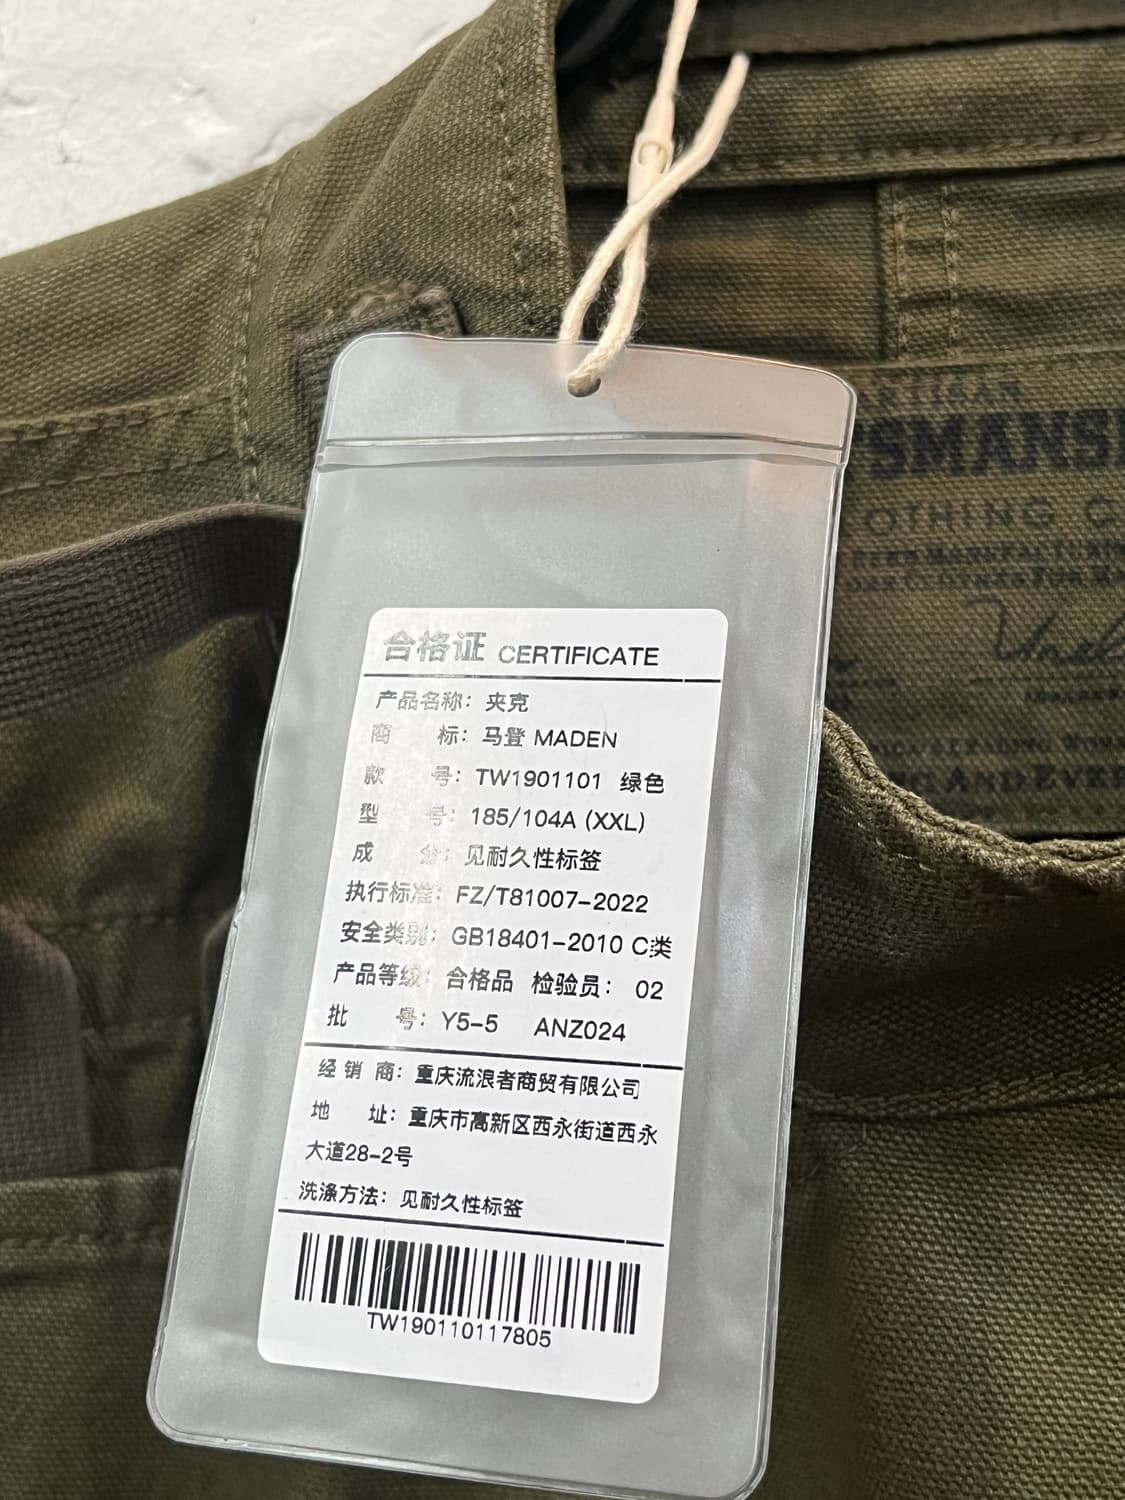 合格证 CERTIFICATE
产品名称：夹克
商 标：马登 MADEN
款 号：TW1901101 绿色
型 号：185/104A (XXL)
成 分：见耐久性标签
执行标准：FZ/T81007-2022
安全类别：GB18401-2010 C类
产品等级：合格品 检验员： 02
批 号：Y5-5 ANZ024
经 销 商：重庆流浪者商贸有限公司
地 址：重庆市高新区西永街道西永
大道28-2号
洗涤方法：见耐久性标签
TW190110117805
ARTISAN
SMANS
OTHING C
AND EVER